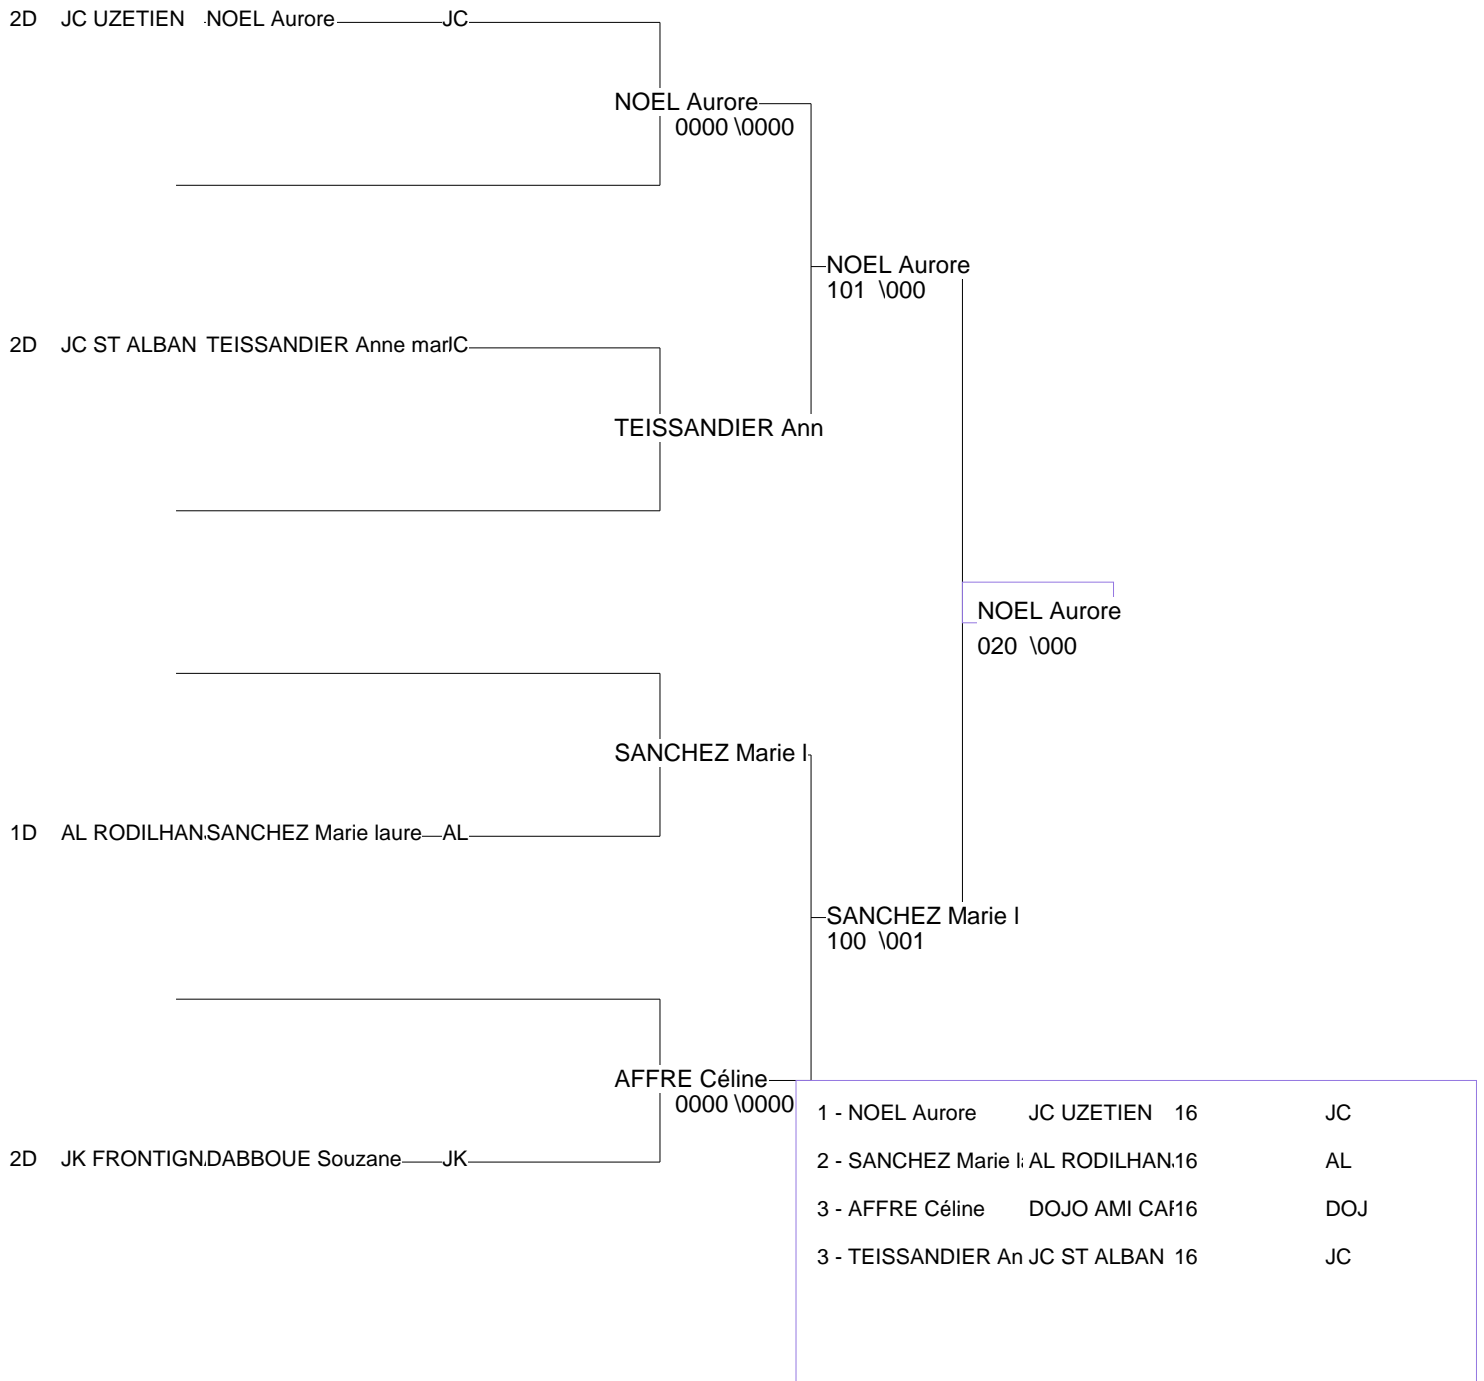 2D JC UZETIEN NOEL Aurore JC
NOEL Aurore
0000 \0000
NOEL Aurore
101 \000
2D JC ST ALBAN TEISSANDIER Anne mar JC
TEISSANDIER Ann
NOEL Aurore
020 \000
SANCHEZ Marie l
1D AL RODILHAN SANCHEZ Marie laure AL
SANCHEZ Marie l
100 \001
AFFRE Céline
0000 \0000
2D JK FRONTIGN DABBOUE Souzane JK
1 - NOEL Aurore JC UZETIEN 16 JC
2 - SANCHEZ Marie l AL RODILHAN 16 AL
3 - AFFRE Céline DOJO AMI CAR 16 DOJ
3 - TEISSANDIER An JC ST ALBAN 16 JC